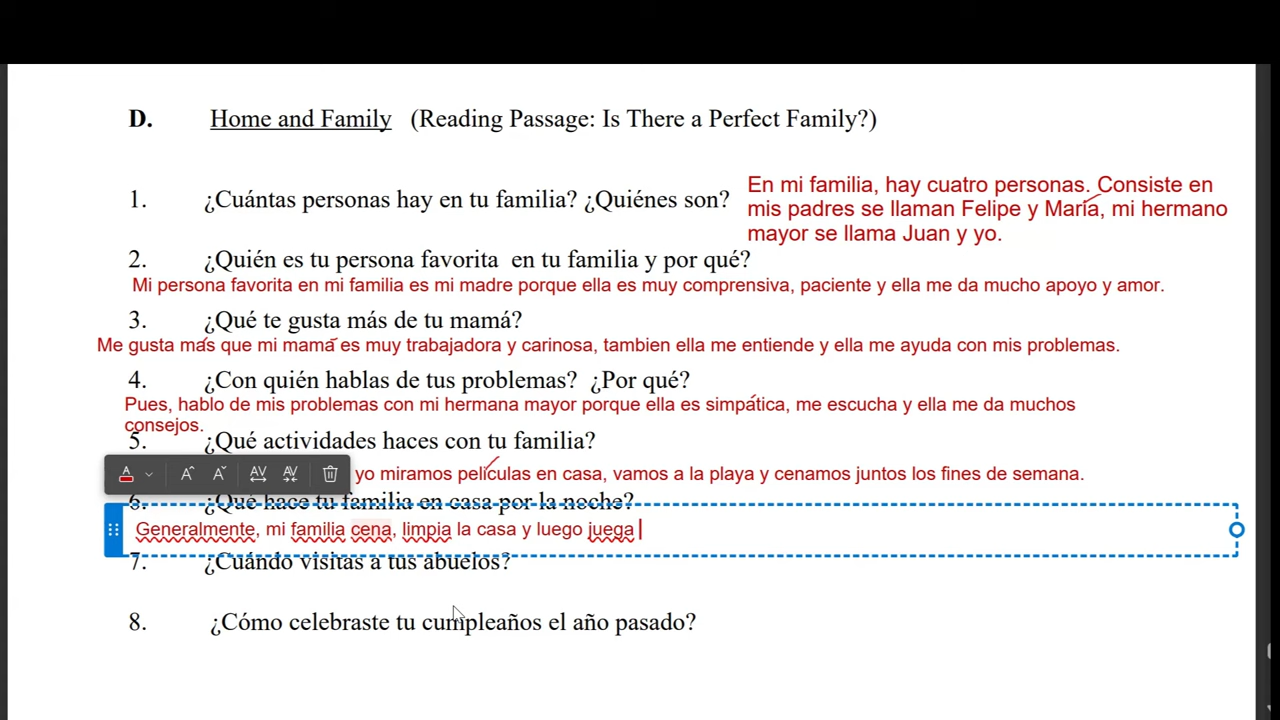 D. Home and Family (Reading Passage: Is There a Perfect Family?)
1. ¿Cuántas personas hay en tu familia? ¿Quiénes son?
En mi familia, hay cuatro personas. Consiste en
mis padres se llaman Felipe y María, mi hermano
mayor se llama Juan y yo.
2. ¿Quién es tu persona favorita en tu familia y por qué?
Mi persona favorita en mi familia es mi madre porque ella es muy comprensiva, paciente y ella me da mucho apoyo y amor.
3. ¿Qué te gusta más de tu mamá?
Me gusta más que mi mamá es muy trabajadora y carinosa, tambien ella me entiende y ella me ayuda con mis problemas.
4. ¿Con quién hablas de tus problemas? ¿Por qué?
Pues, hablo de mis problemas con mi hermana mayor porque ella es simpática, me escucha y ella me da muchos
consejos.
5. ¿Qué actividades haces con tu familia?
yo miramos películas en casa, vamos a la playa y cenamos juntos los fines de semana.
6. ¿Qué hace tu familia en casa por la noche?
Generalmente, mi familia cena, limpia la casa y luego juega
7. ¿Cuándo visitas a tus abuelos?
8. ¿Cómo celebraste tu cumpleaños el año pasado?